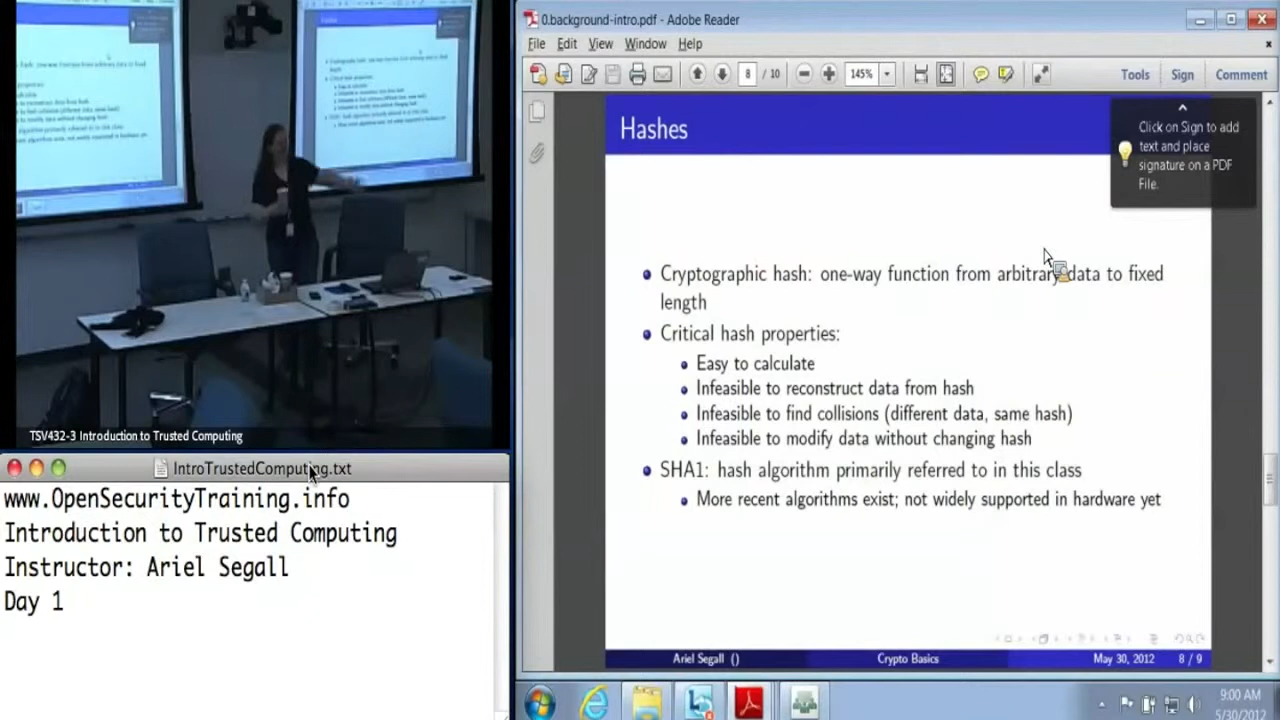 TSV432-3 Introduction to Trusted Computing
IntroTrustedComputing.txt
www.OpenSecurityTraining.info
Introduction to Trusted Computing
Instructor: Ariel Segall
Day 1
0.background-intro.pdf - Adobe Reader
File Edit View Window Help
8 / 10 145% Tools Sign Comment
Click on Sign to add
text and place
signature on a PDF
File.
Hashes
Cryptographic hash: one-way function from arbitrary data to fixed
length
Critical hash properties:
Easy to calculate
Infeasible to reconstruct data from hash
Infeasible to find collisions (different data, same hash)
Infeasible to modify data without changing hash
SHA1: hash algorithm primarily referred to in this class
More recent algorithms exist; not widely supported in hardware yet
Ariel Segall () Crypto Basics May 30, 2012 8 / 9
9:00 AM
5/30/2012